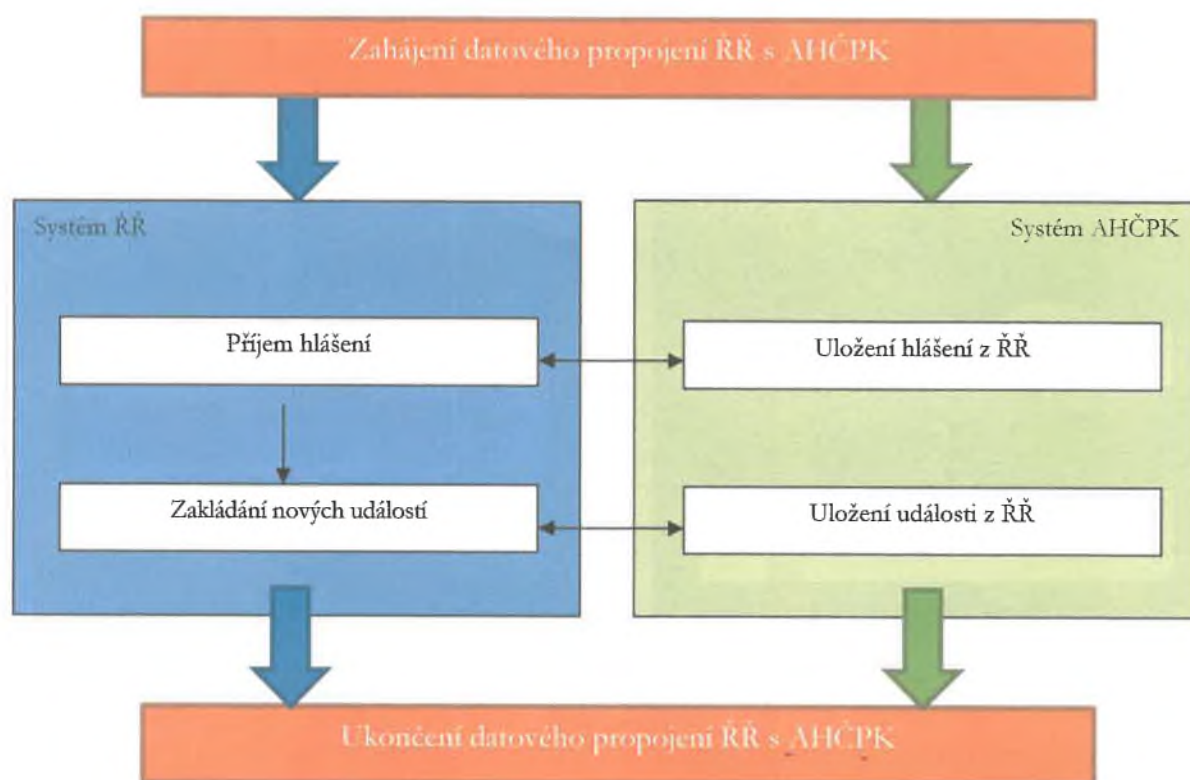 Zahájení datového propojení ŘŘ s AHČPK
Systém ŘŘ
Systém AHČPK
Příjem hlášení
Uložení hlášení z ŘŘ
Zakládání nových událostí
Uložení události z ŘŘ
Ukončení datového propojení ŘŘ s AHČPK